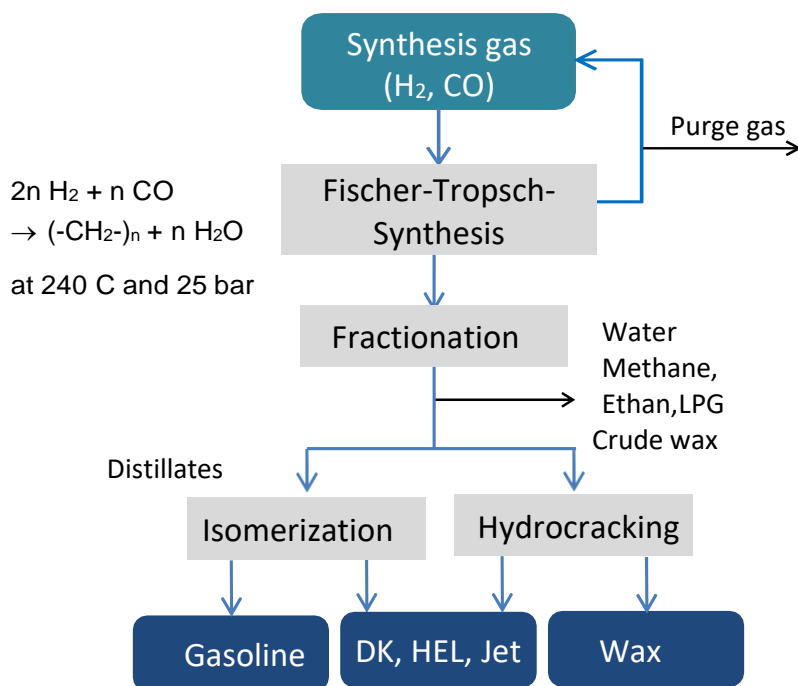 Synthesis gas
(H₂, CO)
Purge gas
2n H₂ + n CO
→ (-CH₂-)ₙ + n H₂O
at 240 C and 25 bar
Fischer-Tropsch-
Synthesis
Fractionation
Water
Methane,
Ethan,LPG
Crude wax
Distillates
Isomerization
Hydrocracking
Gasoline
DK, HEL, Jet
Wax